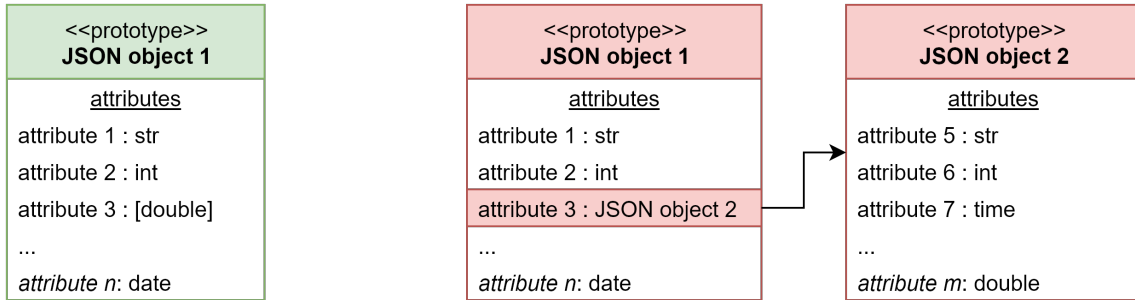 <<prototype>>
JSON object 1
attributes
attribute 1 : str
attribute 2 : int
attribute 3 : [double]
...
attribute n: date
<<prototype>>
JSON object 1
attributes
attribute 1 : str
attribute 2 : int
attribute 3 : JSON object 2
...
attribute n: date
<<prototype>>
JSON object 2
attributes
attribute 5 : str
attribute 6 : int
attribute 7 : time
...
attribute m: double